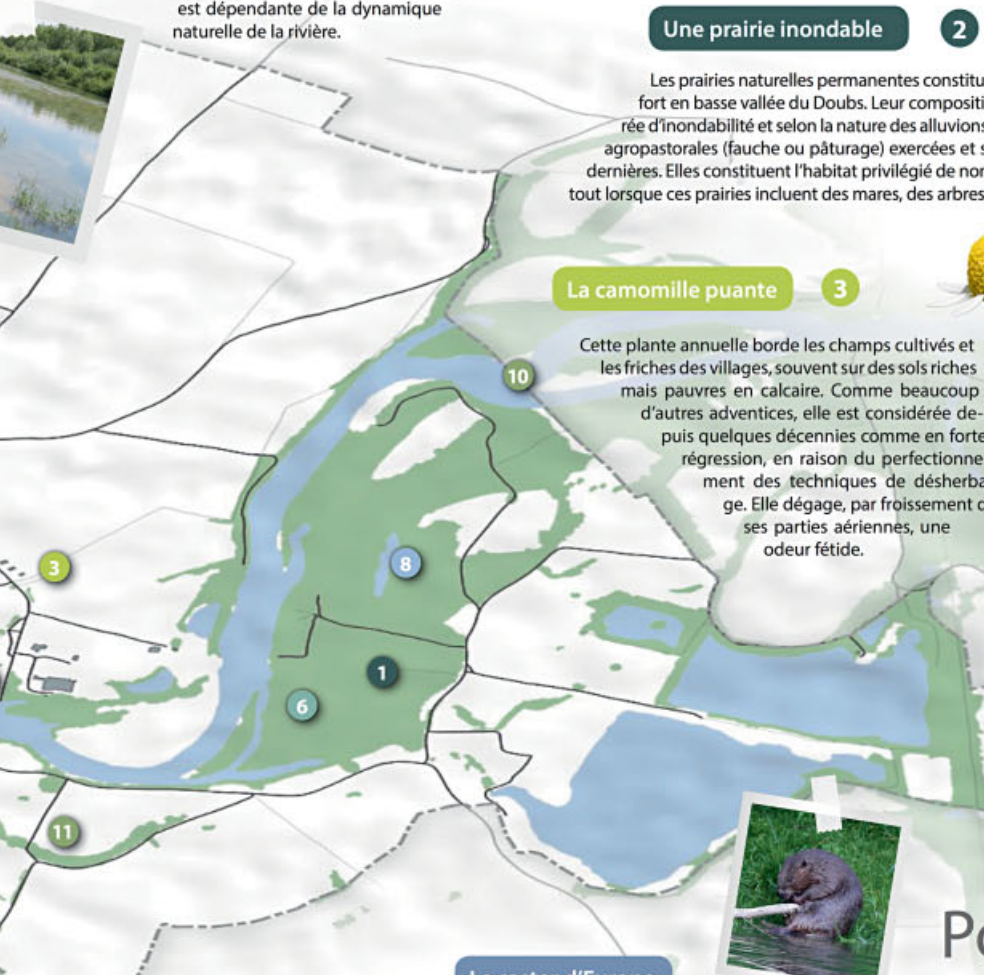 est dépendante de la dynamique
naturelle de la rivière.
Une prairie inondable 2
Les prairies naturelles permanentes constitu
fort en basse vallée du Doubs. Leur compositi
rée d'inondabilité et selon la nature des alluvions
agropastorales (fauche ou pâturage) exercées et s
dernières. Elles constituent l'habitat privilégié de nor
tout lorsque ces prairies incluent des mares, des arbres
La camomille puante 3
Cette plante annuelle borde les champs cultivés et
les friches des villages, souvent sur des sols riches
mais pauvres en calcaire. Comme beaucoup
d'autres adventices, elle est considérée de-
puis quelques décennies comme en forte
régression, en raison du perfectionne
ment des techniques de désherba
ge. Elle dégage, par froissement d
ses parties aériennes, une
odeur fétide.
10
3
8
1
6
11
Po